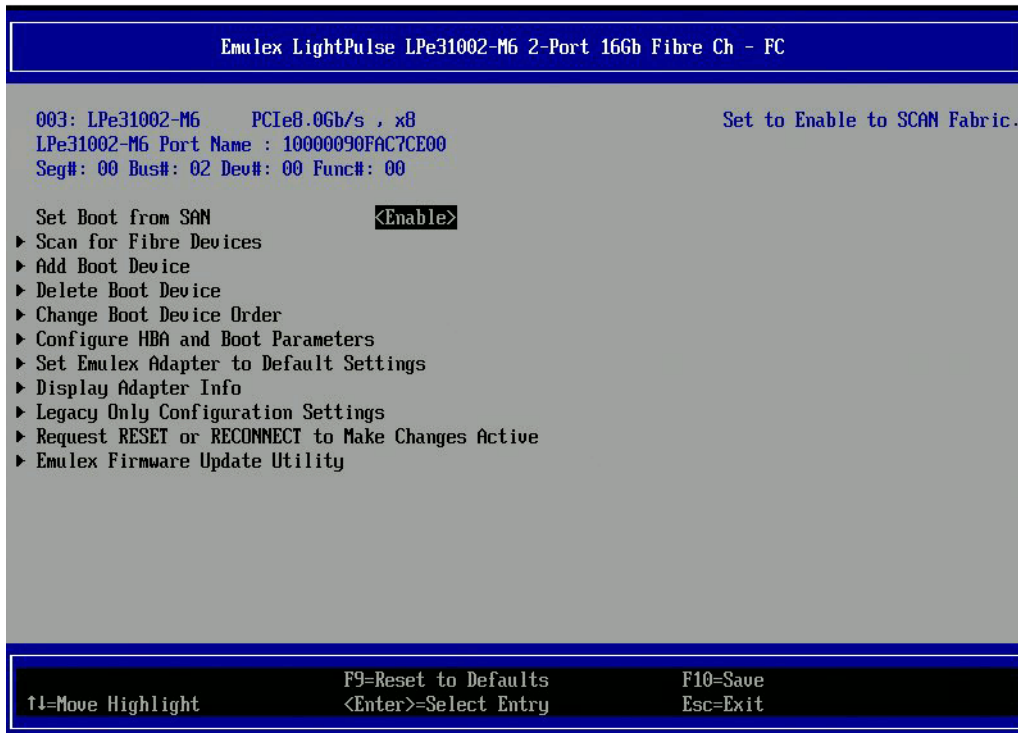 Emulex LightPulse LPe31002-M6 2-Port 16Gb Fibre Ch - FC
003: LPe31002-M6 PCIe8.0Gb/s , x8
Set to Enable to SCAN Fabric.
LPe31002-M6 Port Name : 10000090FAC7CE00
Seg#: 00 Bus#: 02 Dev#: 00 Func#: 00
Set Boot from SAN <Enable>
Scan for Fibre Devices
Add Boot Device
Delete Boot Device
Change Boot Device Order
Configure HBA and Boot Parameters
Set Emulex Adapter to Default Settings
Display Adapter Info
Legacy Only Configuration Settings
Request RESET or RECONNECT to Make Changes Active
Emulex Firmware Update Utility
F9=Reset to Defaults F10=Save
↑↓=Move Highlight <Enter>=Select Entry Esc=Exit